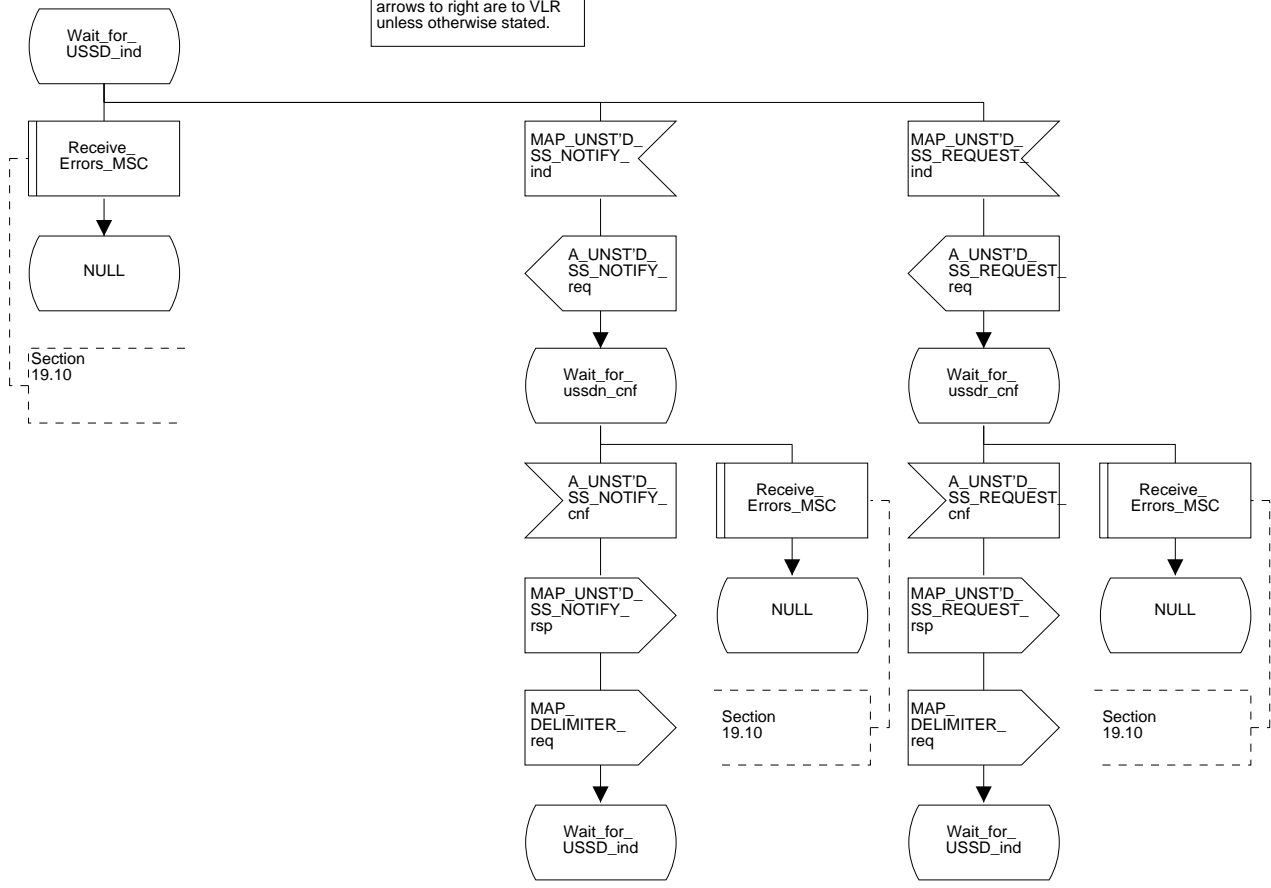 arrows to right are to VLR
unless otherwise stated.
Wait_for_
USSD_ind
Receive_
Errors_MSC
MAP_UNST'D_
SS_NOTIFY_
ind
MAP_UNST'D_
SS_REQUEST_
ind
NULL
A_UNST'D_
SS_NOTIFY_
req
A_UNST'D_
SS_REQUEST_
req
Section
19.10
Wait_for_
ussdn_cnf
Wait_for_
ussdr_cnf
A_UNST'D_
SS_NOTIFY_
cnf
Receive_
Errors_MSC
A_UNST'D_
SS_REQUEST_
cnf
Receive_
Errors_MSC
MAP_UNST'D_
SS_NOTIFY_
rsp
NULL
MAP_UNST'D_
SS_REQUEST_
rsp
NULL
MAP_
DELIMITER_
req
Section
19.10
MAP_
DELIMITER_
req
Section
19.10
Wait_for_
USSD_ind
Wait_for_
USSD_ind